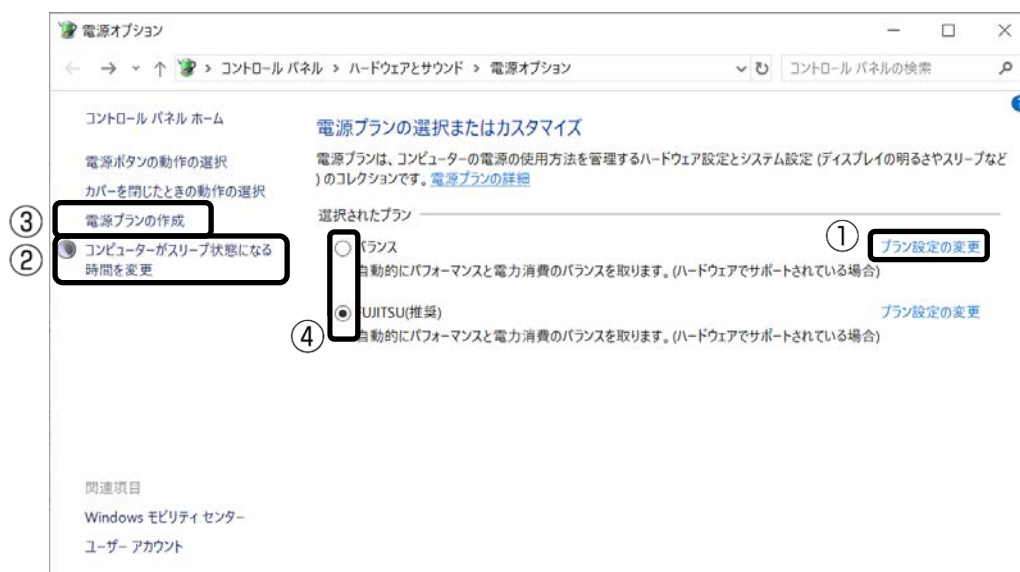 電源オプション
コントロール パネル › ハードウェアとサウンド › 電源オプション
コントロール パネルの検索
コントロール パネル ホーム
電源ボタンの動作の選択
カバーを閉じたときの動作の選択
③
電源プランの作成
②
コンピューターがスリープ状態になる
時間を変更
電源プランの選択またはカスタマイズ
電源プランは、コンピューターの電源の使用方法を管理するハードウェア設定とシステム設定 (ディスプレイの明るさやスリープなど
) のコレクションです。電源プランの詳細
選択されたプラン
バランス
①
プラン設定の変更
自動的にパフォーマンスと電力消費のバランスを取ります。(ハードウェアでサポートされている場合)
FUJITSU(推奨)
プラン設定の変更
④
自動的にパフォーマンスと電力消費のバランスを取ります。(ハードウェアでサポートされている場合)
関連項目
Windows モビリティ センター
ユーザー アカウント